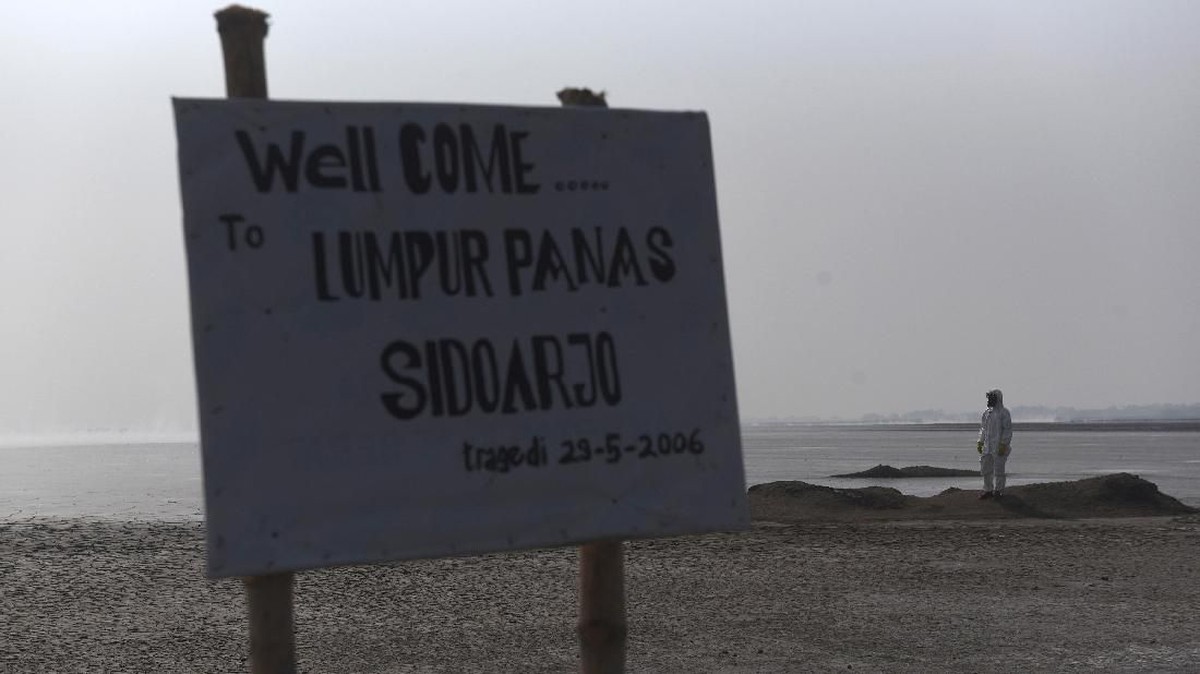 Well COME .....
To
LUMPUR PANAS
SIDOARJO
tragedi 29-5-2006